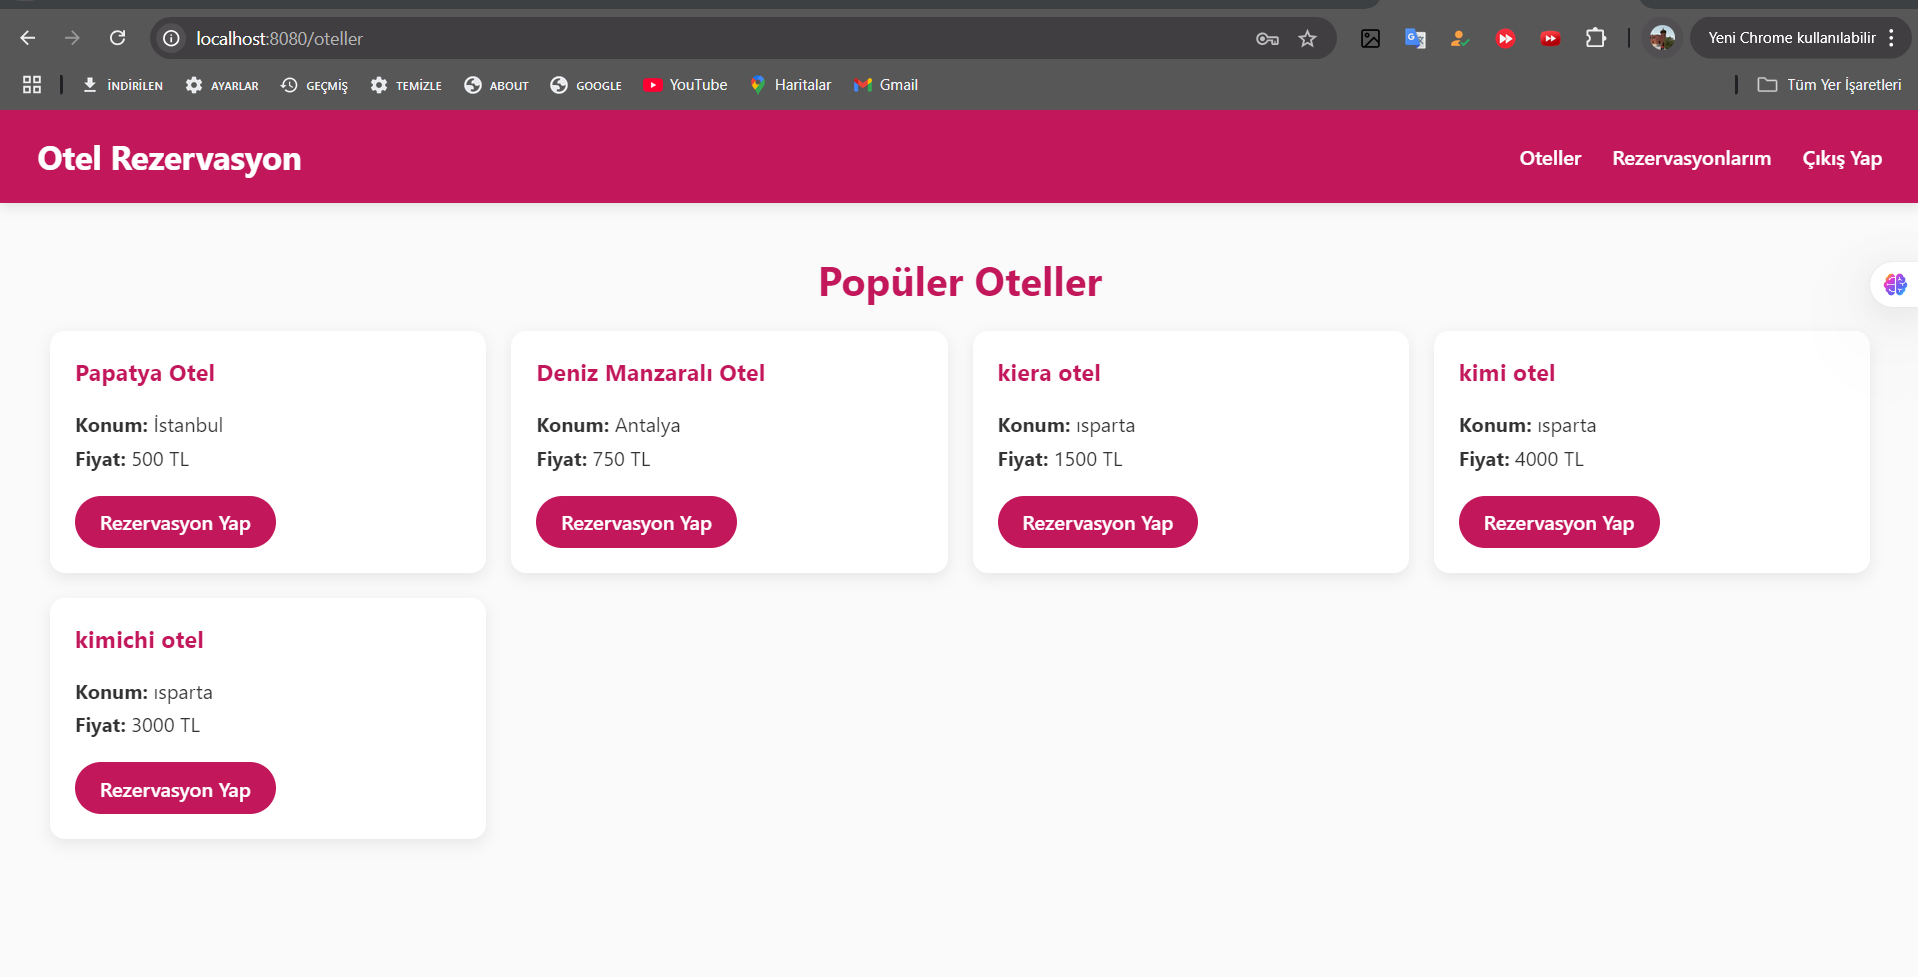 localhost:8080/oteller
Yeni Chrome kullanılabilir
İNDİRİLEN AYARLAR GEÇMİŞ TEMİZLE ABOUT GOOGLE YouTube Haritalar Gmail Tüm Yer İşaretleri
Otel Rezervasyon Oteller Rezervasyonlarım Çıkış Yap
Popüler Oteller
Papatya Otel
Konum: İstanbul
Fiyat: 500 TL
Rezervasyon Yap
Deniz Manzaralı Otel
Konum: Antalya
Fiyat: 750 TL
Rezervasyon Yap
kiera otel
Konum: ısparta
Fiyat: 1500 TL
Rezervasyon Yap
kimi otel
Konum: ısparta
Fiyat: 4000 TL
Rezervasyon Yap
kimichi otel
Konum: ısparta
Fiyat: 3000 TL
Rezervasyon Yap